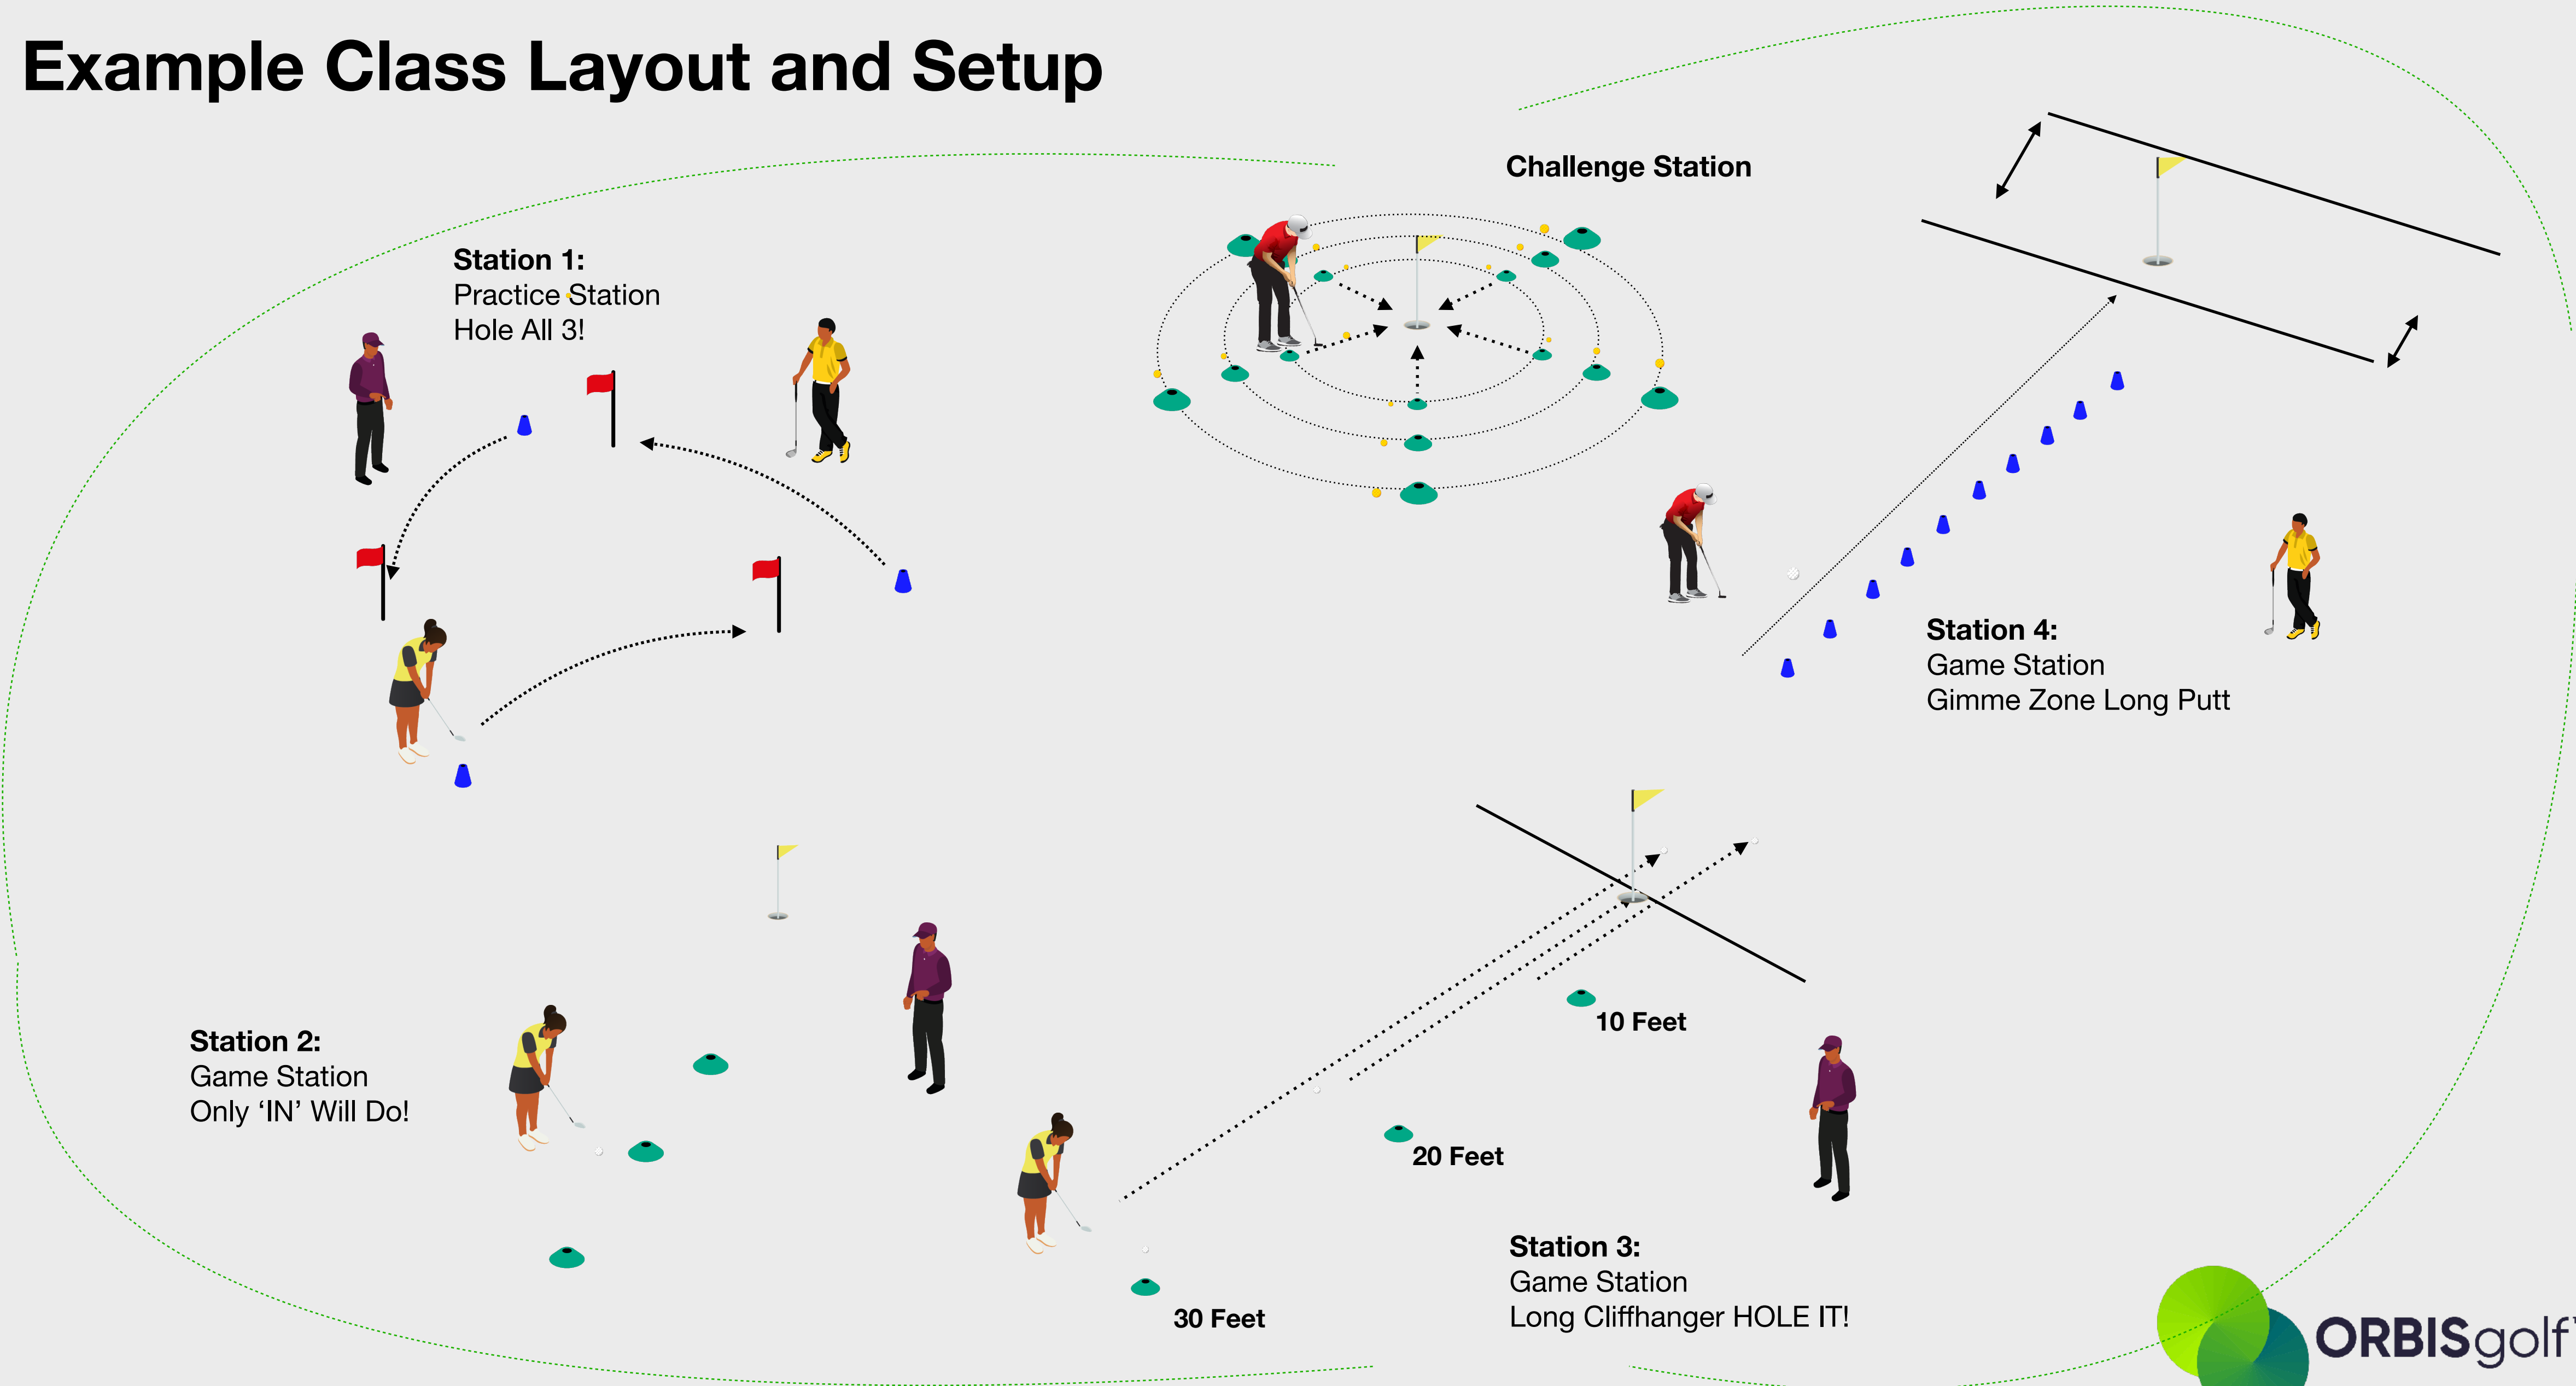 Example Class Layout and Setup
Challenge Station
Station 1:
Practice Station
Hole All 3!
Station 4:
Game Station
Gimme Zone Long Putt
Station 2:
Game Station
Only ‘IN’ Will Do!
10 Feet
20 Feet
30 Feet
Station 3:
Game Station
Long Cliffhanger HOLE IT!
ORBISgolf